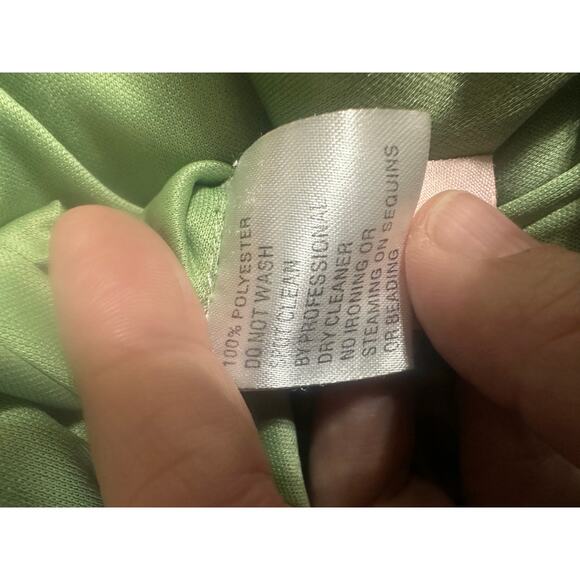 100% POLYESTER
DO NOT WASH
SPOT CLEAN
BY PROFESSIONAL
DRY CLEANER
NO IRONING OR
STEAMING ON SEQUINS
OR BEADING